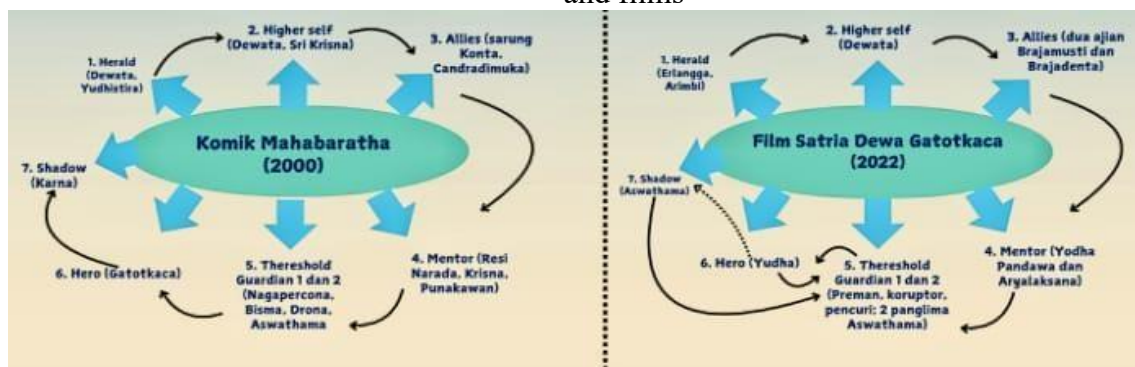 and films
2. Higher self
(Dewata, Sri Krisna)
3. Allies (sarung
Konta,
Candradimuka)
1. Herald
(Dewata,
Yudhistira)
Komik Mahabaratha
(2000)
7. Shadow
(Karna)
6. Hero (Gatotkaca)
5. Thereshold
Guardian 1 dan 2
(Nagapercona,
Bisma, Drona,
Aswathama
4. Mentor (Resi
Narada, Krisna,
Punakawan)
2. Higher self
(Dewata)
3. Allies (dua ajian
Brajamusti dan
Brajadenta)
1. Herald
(Erlangga,
Arimbi)
Film Satria Dewa Gatotkaca
(2022)
7. Shadow
(Aswathama)
6. Hero (Yudha)
5. Thereshold
Guardian 1 dan 2
(Preman, koruptor,
pencuri; 2 panglima
Aswathama)
4. Mentor (Yodha
Pandawa dan
Aryalaksana)